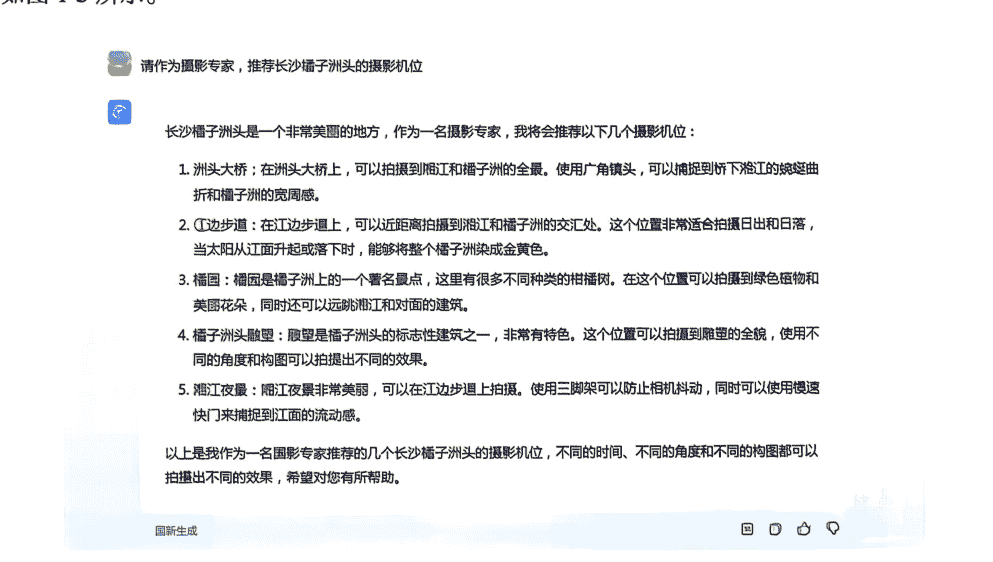 请作为摄影专家，推荐长沙橘子洲头的摄影机位
长沙橘子洲头是一个非常美丽的地方，作为一名摄影专家，我将会推荐以下几个摄影机位：
1. 洲头大桥：在洲头大桥上，可以拍摄到湘江和橘子洲的全景。使用广角镜头，可以捕捉到桥下湘江的蜿蜒曲
折和橘子洲的宽阔感。
2. 江边步道：在江边步道上，可以近距离拍摄到湘江和橘子洲的交汇处。这个位置非常适合拍摄日出和日落，
当太阳从江面升起或落下时，能够将整个橘子洲染成金黄色。
3. 橘园：橘园是橘子洲上的一个著名景点，这里有很多不同种类的柑橘树。在这个位置可以拍摄到绿色植物和
美丽花朵，同时还可以远眺湘江和对面的建筑。
4. 橘子洲头雕塑：雕塑是橘子洲头的标志性建筑之一，非常有特色。这个位置可以拍摄到雕塑的全貌，使用不
同的角度和构图可以拍摄出不同的效果。
5. 湘江夜景：湘江夜景非常美丽，可以在江边步道上拍摄。使用三脚架可以防止相机抖动，同时可以使用慢速
快门来捕捉到江面的流动感。
以上是我作为一名摄影专家推荐的几个长沙橘子洲头的摄影机位，不同的时间、不同的角度和不同的构图都可以
拍摄出不同的效果，希望对您有所帮助。
重新生成